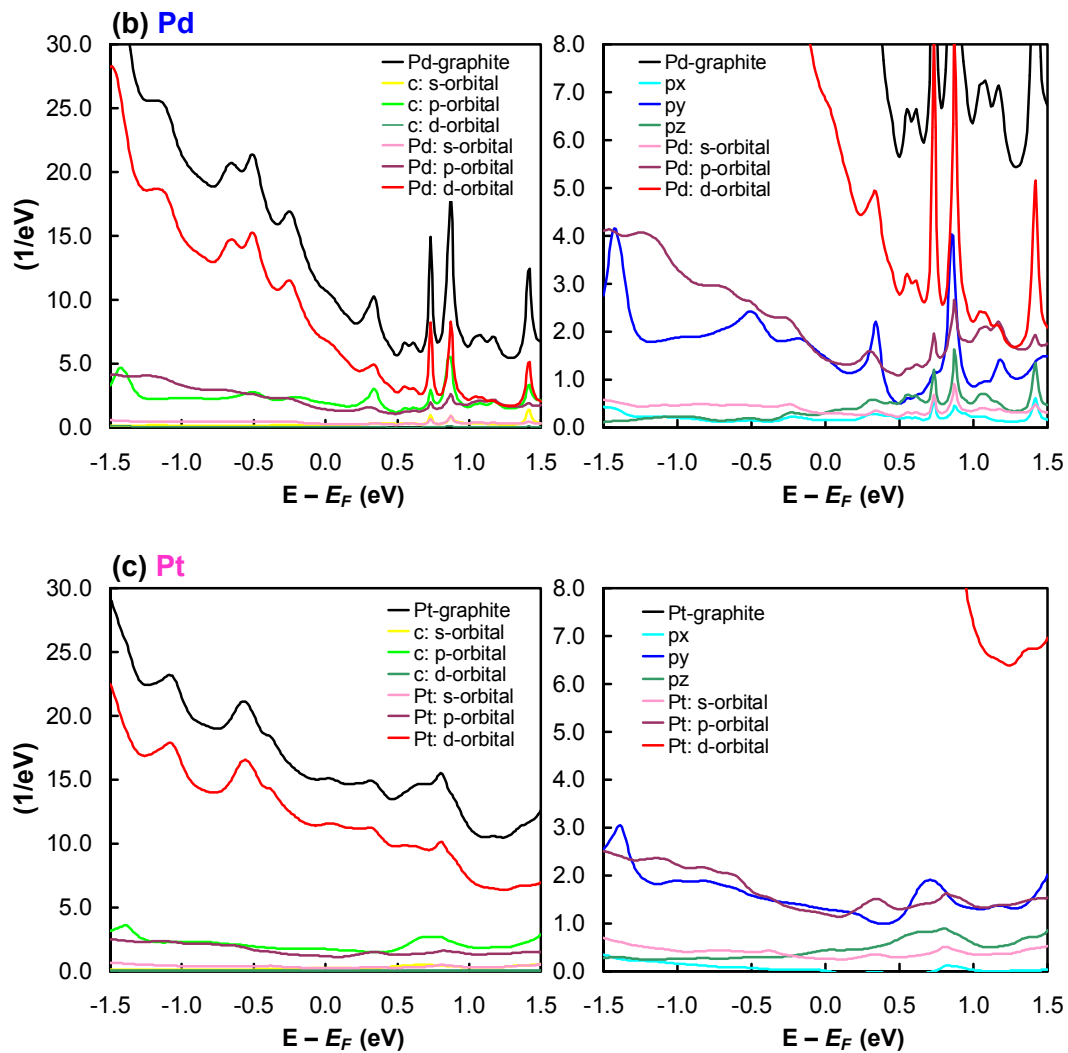 (b) Pd
30.0
25.0
20.0
15.0
10.0
5.0
0.0
(1/eV)
Pd-graphite
c: s-orbital
c: p-orbital
c: d-orbital
Pd: s-orbital
Pd: p-orbital
Pd: d-orbital
-1.5 -1.0 -0.5 0.0 0.5 1.0 1.5
E – E_F (eV)
8.0
7.0
6.0
5.0
4.0
3.0
2.0
1.0
0.0
Pd-graphite
px
py
pz
Pd: s-orbital
Pd: p-orbital
Pd: d-orbital
-1.5 -1.0 -0.5 0.0 0.5 1.0 1.5
E – E_F (eV)
(c) Pt
30.0
25.0
20.0
15.0
10.0
5.0
0.0
(1/eV)
Pt-graphite
c: s-orbital
c: p-orbital
c: d-orbital
Pt: s-orbital
Pt: p-orbital
Pt: d-orbital
-1.5 -1.0 -0.5 0.0 0.5 1.0 1.5
E – E_F (eV)
8.0
7.0
6.0
5.0
4.0
3.0
2.0
1.0
0.0
Pt-graphite
px
py
pz
Pt: s-orbital
Pt: p-orbital
Pt: d-orbital
-1.5 -1.0 -0.5 0.0 0.5 1.0 1.5
E – E_F (eV)